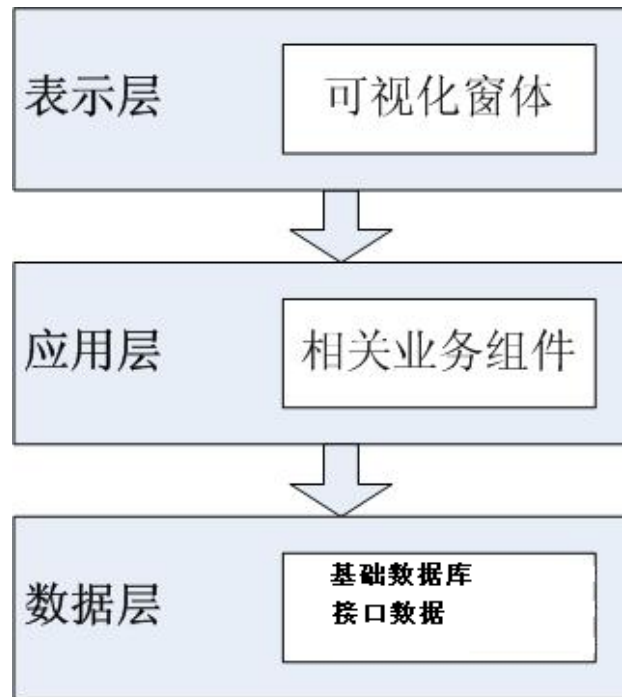 表示层
可视化窗体
应用层
相关业务组件
数据层
基础数据库
接口数据